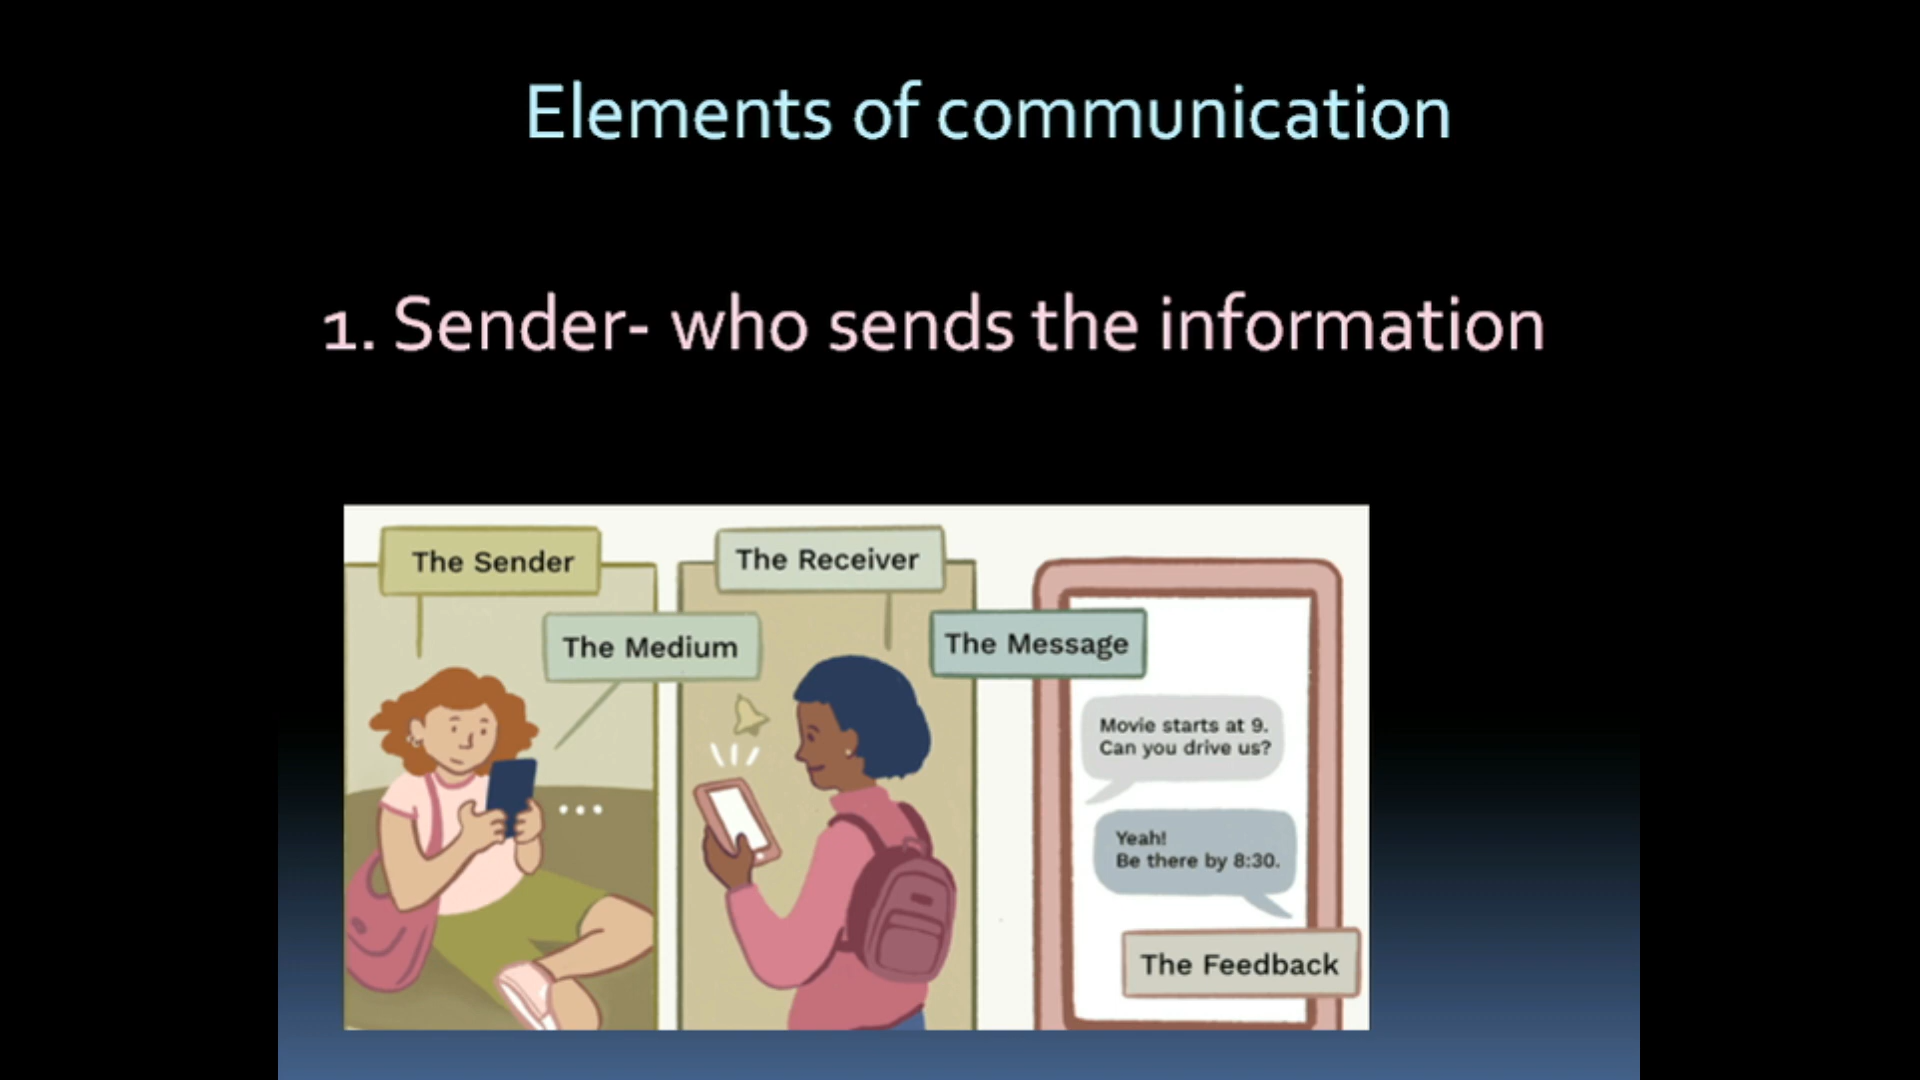 Elements of communication
1. Sender- who sends the information
The Sender
The Receiver
The Medium
The Message
Movie starts at 9.
Can you drive us?
Yeah!
Be there by 8:30.
The Feedback